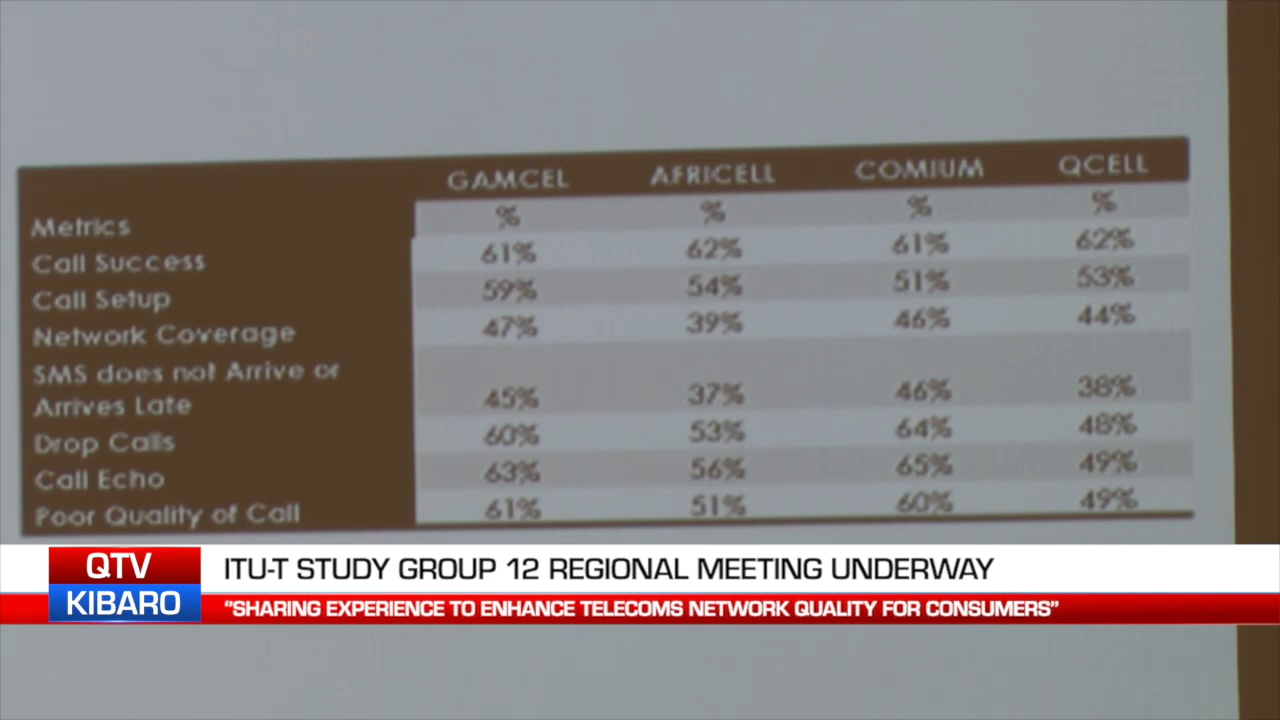 GAMCEL AFRICELL COMIUM QCELL
Metrics % % % %
Call Success 61% 62% 61% 62%
Call Setup 59% 54% 51% 53%
Network Coverage 47% 39% 46% 44%
SMS does not Arrive or
Arrives Late 45% 37% 46% 38%
Drop Calls 60% 53% 64% 48%
Call Echo 63% 56% 65% 49%
Poor Quality of Call 61% 51% 60% 49%
QTV
KIBARO
ITU-T STUDY GROUP 12 REGIONAL MEETING UNDERWAY
"SHARING EXPERIENCE TO ENHANCE TELECOMS NETWORK QUALITY FOR CONSUMERS"